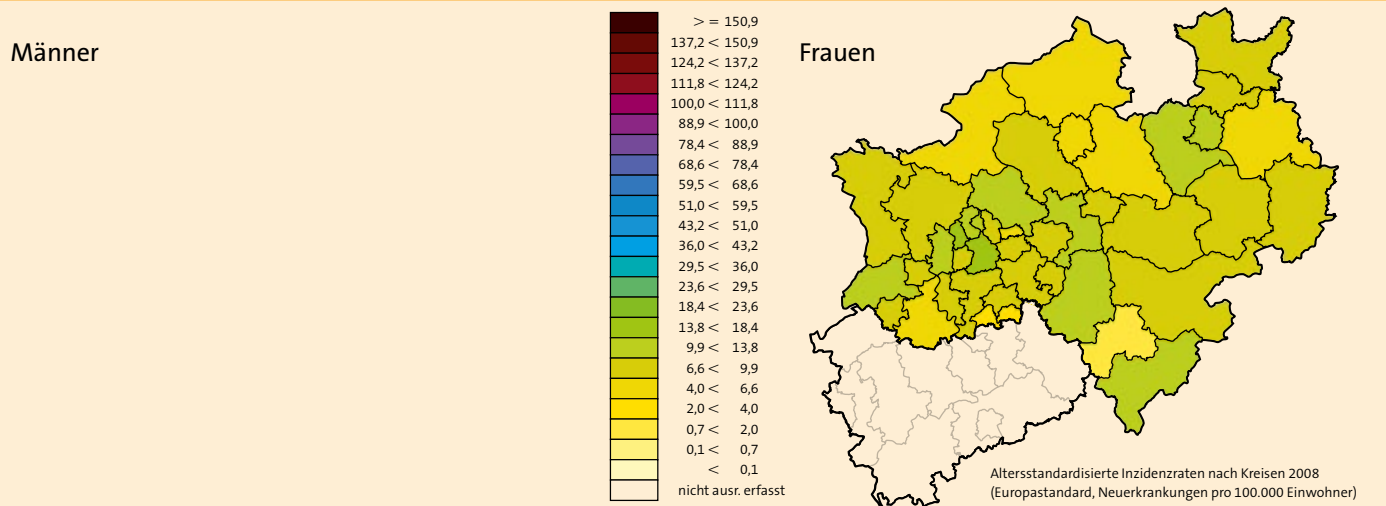 Männer
> = 150,9
137,2 < 150,9
124,2 < 137,2
111,8 < 124,2
100,0 < 111,8
88,9 < 100,0
78,4 < 88,9
68,6 < 78,4
59,5 < 68,6
51,0 < 59,5
43,2 < 51,0
36,0 < 43,2
29,5 < 36,0
23,6 < 29,5
18,4 < 23,6
13,8 < 18,4
9,9 < 13,8
6,6 < 9,9
4,0 < 6,6
2,0 < 4,0
0,7 < 2,0
0,1 < 0,7
< 0,1
nicht ausr. erfasst
Frauen
Altersstandardisierte Inzidenzraten nach Kreisen 2008
(Europastandard, Neuerkrankungen pro 100.000 Einwohner)